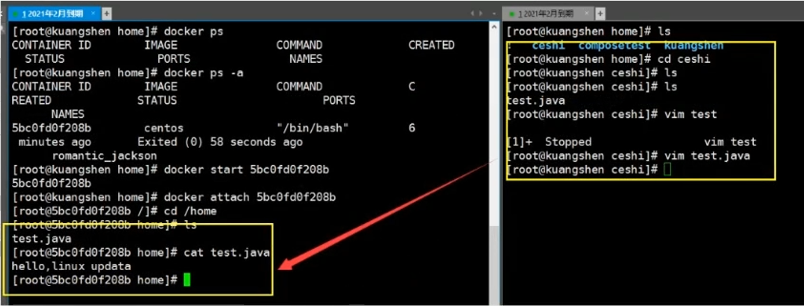 j 2021年2月到期
[root@kuangshen home]# docker ps
CONTAINER ID IMAGE COMMAND CREATED
STATUS PORTS NAMES
[root@kuangshen home]# docker ps -a
CONTAINER ID IMAGE COMMAND C
REATED STATUS PORTS
NAMES
5bc0fd0f208b centos "/bin/bash" 6
minutes ago Exited (0) 58 seconds ago
romantic_jackson
[root@kuangshen home]# docker start 5bc0fd0f208b
5bc0fd0f208b
[root@kuangshen home]# docker attach 5bc0fd0f208b
[root@5bc0fd0f208b /]# cd /home
[root@5bc0fd0f208b home]# ls
test.java
[root@5bc0fd0f208b home]# cat test.java
hello,linux updata
[root@5bc0fd0f208b home]#
j 2021年2月到期
[root@kuangshen home]# ls
ceshi composetest kuangshen
[root@kuangshen home]# cd ceshi
[root@kuangshen ceshi]# ls
[root@kuangshen ceshi]# ls
test.java
[root@kuangshen ceshi]# vim test
[1]+ Stopped vim test
[root@kuangshen ceshi]# vim test.java
[root@kuangshen ceshi]#